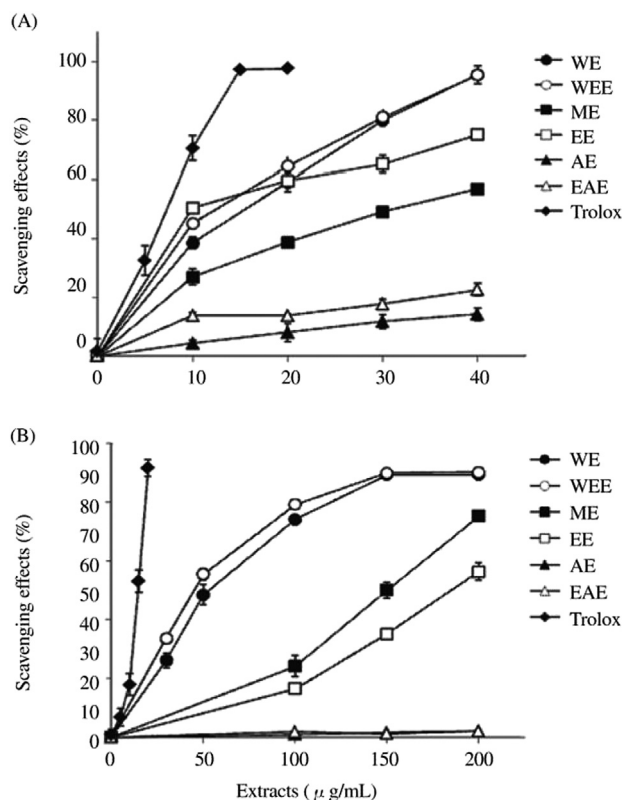 (A)
100
80
60
40
20
0
Scavenging effects (%)
0 10 20 30 40
WE
WEE
ME
EE
AE
EAE
Trolox
(B)
100
90
80
70
60
50
40
30
20
10
0
Scavenging effects (%)
0 50 100 150 200
Extracts ( μ g/mL)
WE
WEE
ME
EE
AE
EAE
Trolox